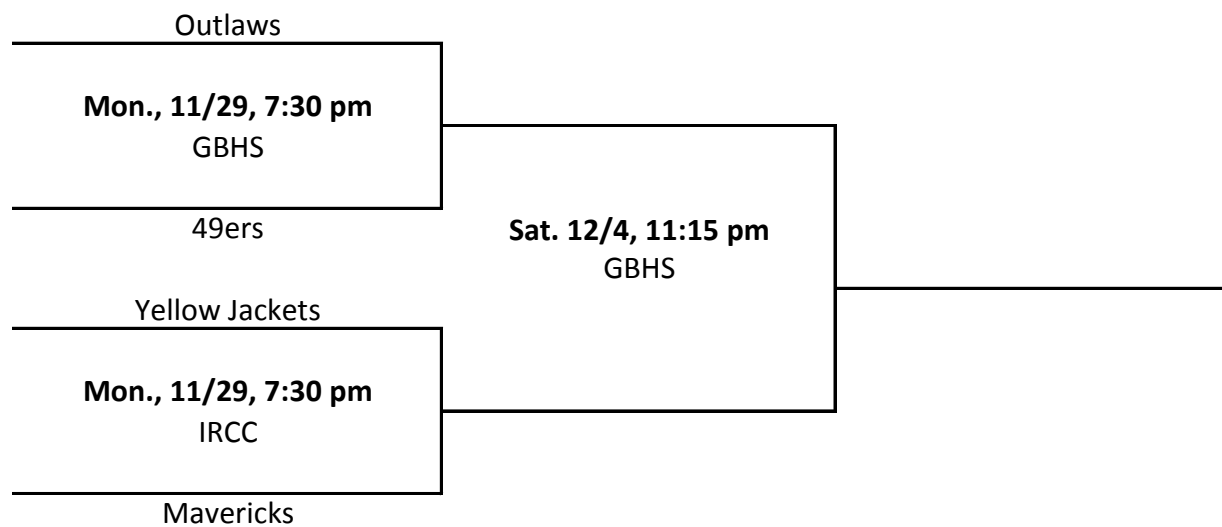 Outlaws
Mon., 11/29, 7:30 pm
GBHS
49ers
Sat. 12/4, 11:15 pm
GBHS
Yellow Jackets
Mon., 11/29, 7:30 pm
IRCC
Mavericks